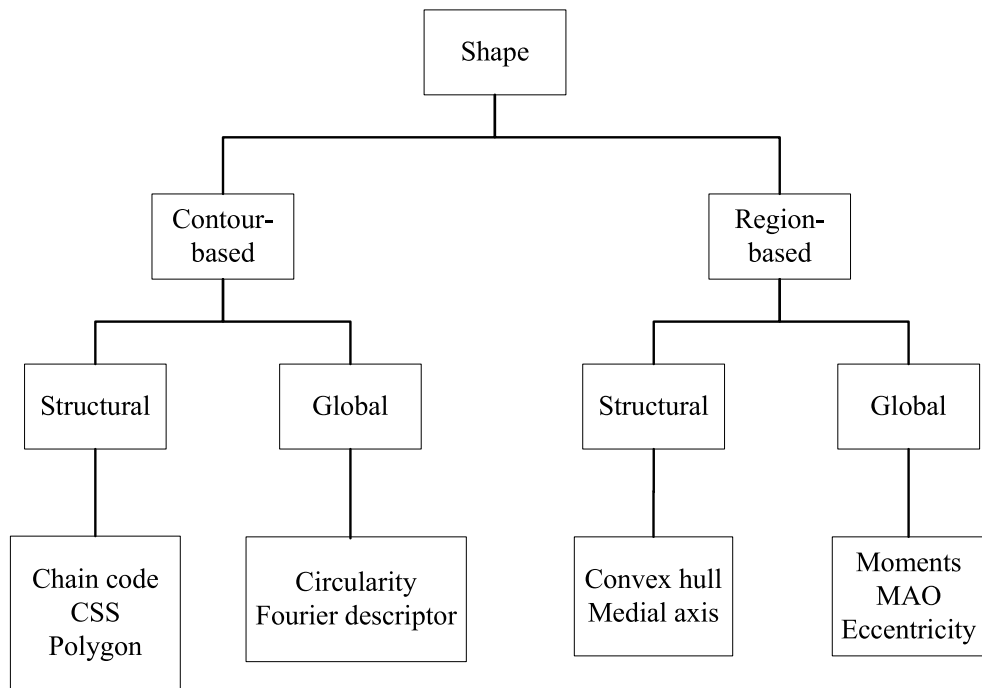 Shape
Contour-
based
Region-
based
Structural
Global
Structural
Global
Chain code
CSS
Polygon
Circularity
Fourier descriptor
Convex hull
Medial axis
Moments
MAO
Eccentricity